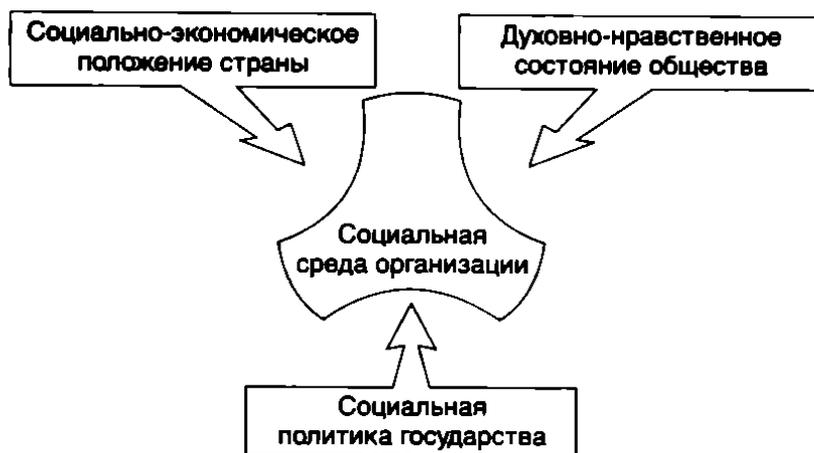 Социально-экономическое
положение страны
Духовно-нравственное
состояние общества
Социальная
среда организации
Социальная
политика государства